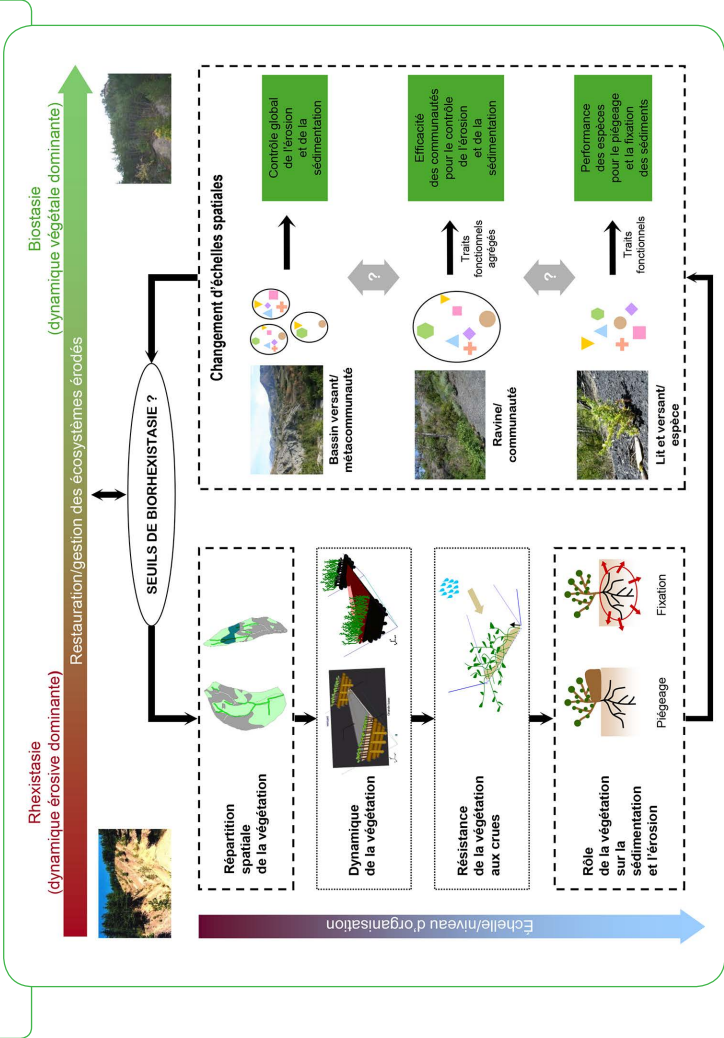 Rhexistasie
(dynamique érosive dominante)
Biostasie
(dynamique végétale dominante)
Restauration/gestion des écosystèmes érodés
SEUILS DE BIORHEXISTASIE ?
Échelle/niveau d'organisation
Répartition
spatiale
de la végétation
Dynamique
de la végétation
Résistance
de la végétation
aux crues
Rôle
de la végétation
sur la
sédimentation
et l'érosion
Piégeage
Fixation
Changement d'échelles spatiales
Bassin versant/
métacommunauté
Contrôle global
de l'érosion
et de la
sédimentation
?
Ravine/
communauté
Traits
fonctionnels
agrégés
Efficacité
des communautés
pour le contrôle
de l'érosion
et de la
sédimentation
?
Lit et versant/
espèce
Traits
fonctionnels
Performance
des espèces
pour le piégeage
et la fixation
des sédiments